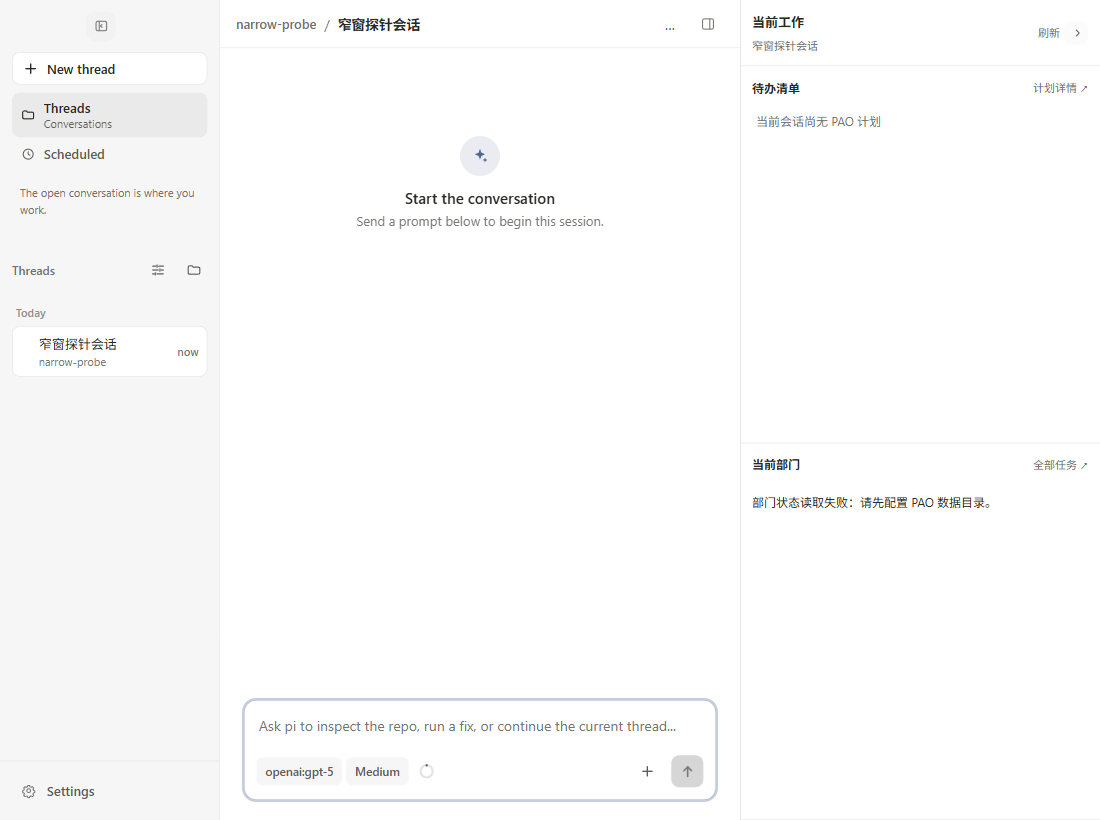 New thread
Threads
Conversations
Scheduled
The open conversation is where you
work.
Threads
Today
窄窗探针会话
narrow-probe
now
Settings
narrow-probe / 窄窗探针会话
...
Start the conversation
Send a prompt below to begin this session.
Ask pi to inspect the repo, run a fix, or continue the current thread...
openai:gpt-5
Medium
当前工作
窄窗探针会话
刷新
待办清单
计划详情 ↗
当前会话尚无 PAO 计划
当前部门
全部任务 ↗
部门状态读取失败：请先配置 PAO 数据目录。